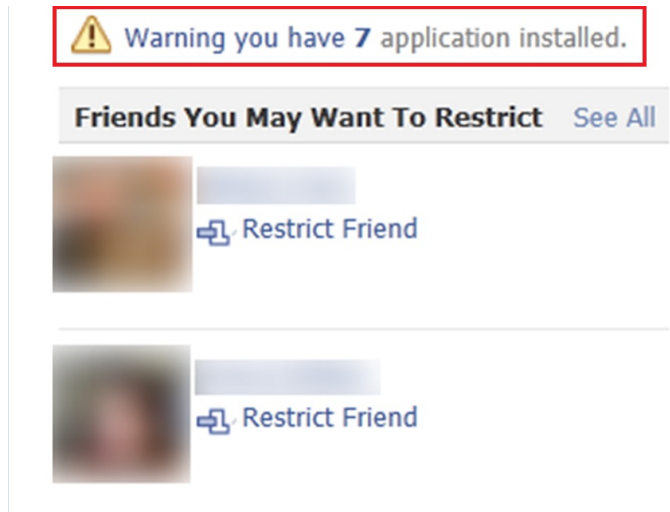 Warning you have 7 application installed.
Friends You May Want To Restrict See All
Restrict Friend
Restrict Friend